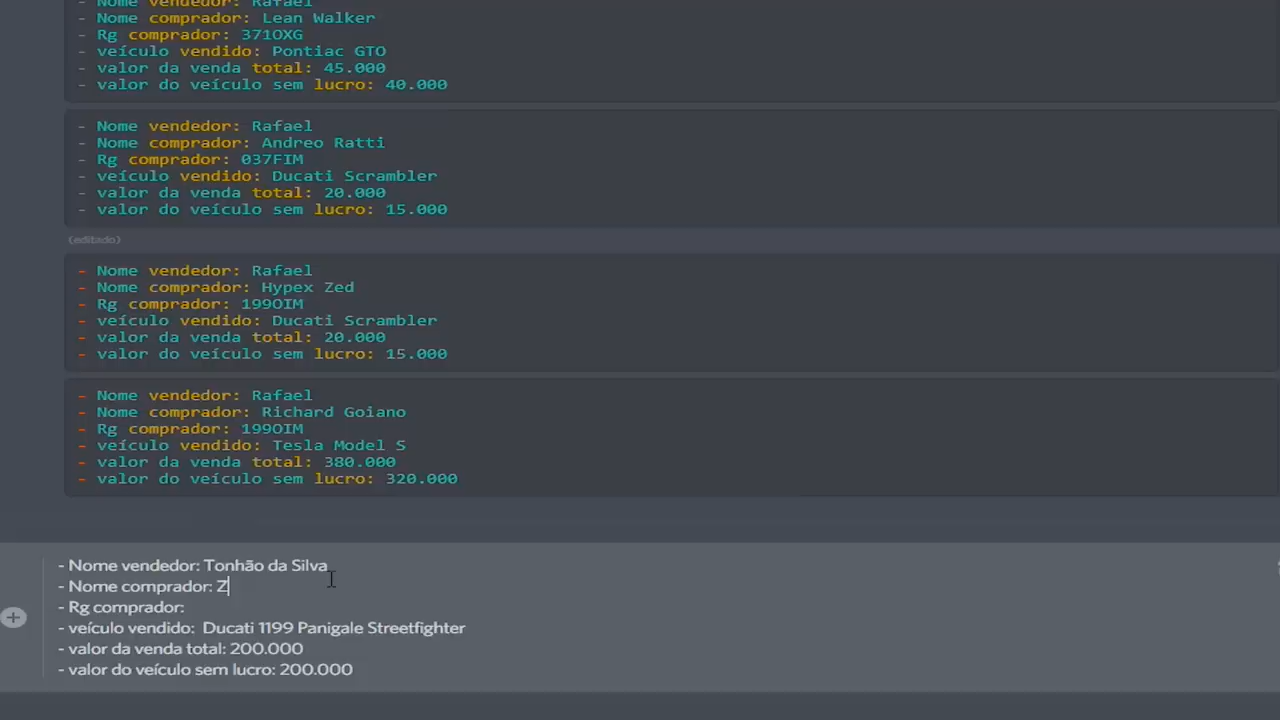 - Nome vendedor: Rafael
- Nome comprador: Lean Walker
- Rg comprador: 371OXG
- veículo vendido: Pontiac GTO
- valor da venda total: 45.000
- valor do veículo sem lucro: 40.000
- Nome vendedor: Rafael
- Nome comprador: Andreo Ratti
- Rg comprador: 037FIM
- veículo vendido: Ducati Scrambler
- valor da venda total: 20.000
- valor do veículo sem lucro: 15.000
(editado)
- Nome vendedor: Rafael
- Nome comprador: Hypex Zed
- Rg comprador: 199OIM
- veículo vendido: Ducati Scrambler
- valor da venda total: 20.000
- valor do veículo sem lucro: 15.000
- Nome vendedor: Rafael
- Nome comprador: Richard Goiano
- Rg comprador: 199OIM
- veículo vendido: Tesla Model S
- valor da venda total: 380.000
- valor do veículo sem lucro: 320.000
- Nome vendedor: Tonhão da Silva
- Nome comprador: Z
- Rg comprador:
- veículo vendido: Ducati 1199 Panigale Streetfighter
- valor da venda total: 200.000
- valor do veículo sem lucro: 200.000